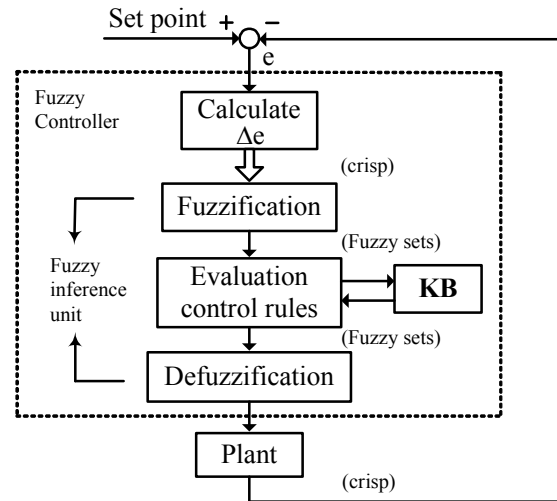 Set point + −
e
Fuzzy
Controller
Calculate
Δe
(crisp)
Fuzzification
(Fuzzy sets)
Fuzzy
inference
unit
Evaluation
control rules
KB
(Fuzzy sets)
Defuzzification
Plant
(crisp)